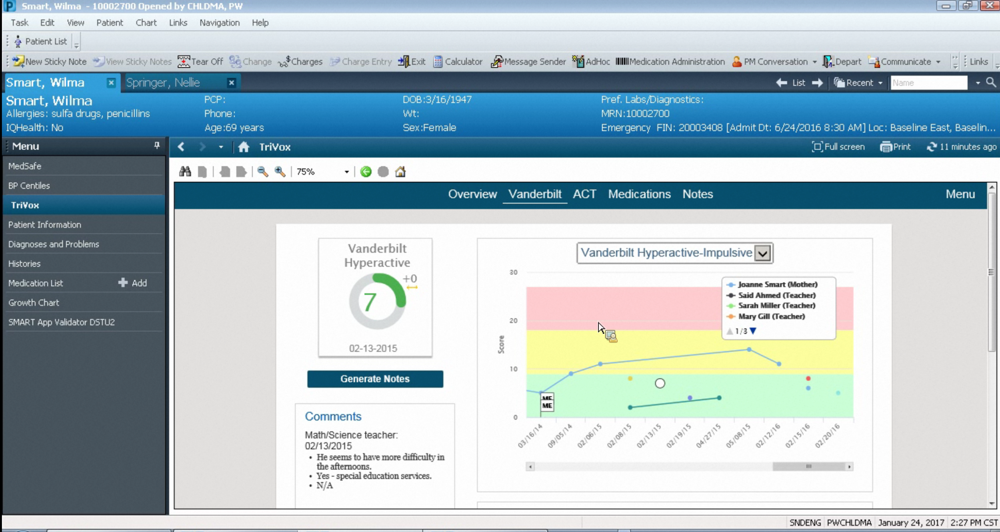 Smart, Wilma - 10002700 Opened by CHLDMA, PW
Task Edit View Patient Chart Links Navigation Help
Patient List
New Sticky Note View Sticky Notes Tear Off Change Charges Charge Entry Exit Calculator Message Sender AdHoc Medication Administration PM Conversation Depart Communicate Links
Smart, Wilma Springer, Nellie List Recent Name
Smart, Wilma PCP: DOB:3/16/1947 Pref. Labs/Diagnostics:
Allergies: sulfa drugs, penicillins Phone: Wt: MRN:10002700
IQHealth: No Age:69 years Sex:Female Emergency FIN: 20003408 [Admit Dt: 6/24/2016 8:30 AM] Loc: Baseline East, Baselin...
Menu TriVox Full screen Print 11 minutes ago
MedSafe
BP Centiles
TriVox
Patient Information
Diagnoses and Problems
Histories
Medication List Add
Growth Chart
SMART App Validator DSTU2
75%
Overview Vanderbilt ACT Medications Notes Menu
Vanderbilt
Hyperactive
+0
7
02-13-2015
Generate Notes
Comments
Math/Science teacher:
02/13/2015
• He seems to have more difficulty in
the afternoons.
• Yes - special education services.
• N/A
Vanderbilt Hyperactive-Impulsive
30
20
10
0
Score
Joanne Smart (Mother)
Said Ahmed (Teacher)
Sarah Miller (Teacher)
Mary Gill (Teacher)
1/3
ME
ME
03/16/14 09/05/14 02/06/15 02/08/15 02/13/15 02/19/15 04/27/15 05/08/15 02/12/16 02/15/16 02/20/16
SNDENG PWCHLDMA January 24, 2017 2:27 PM CST